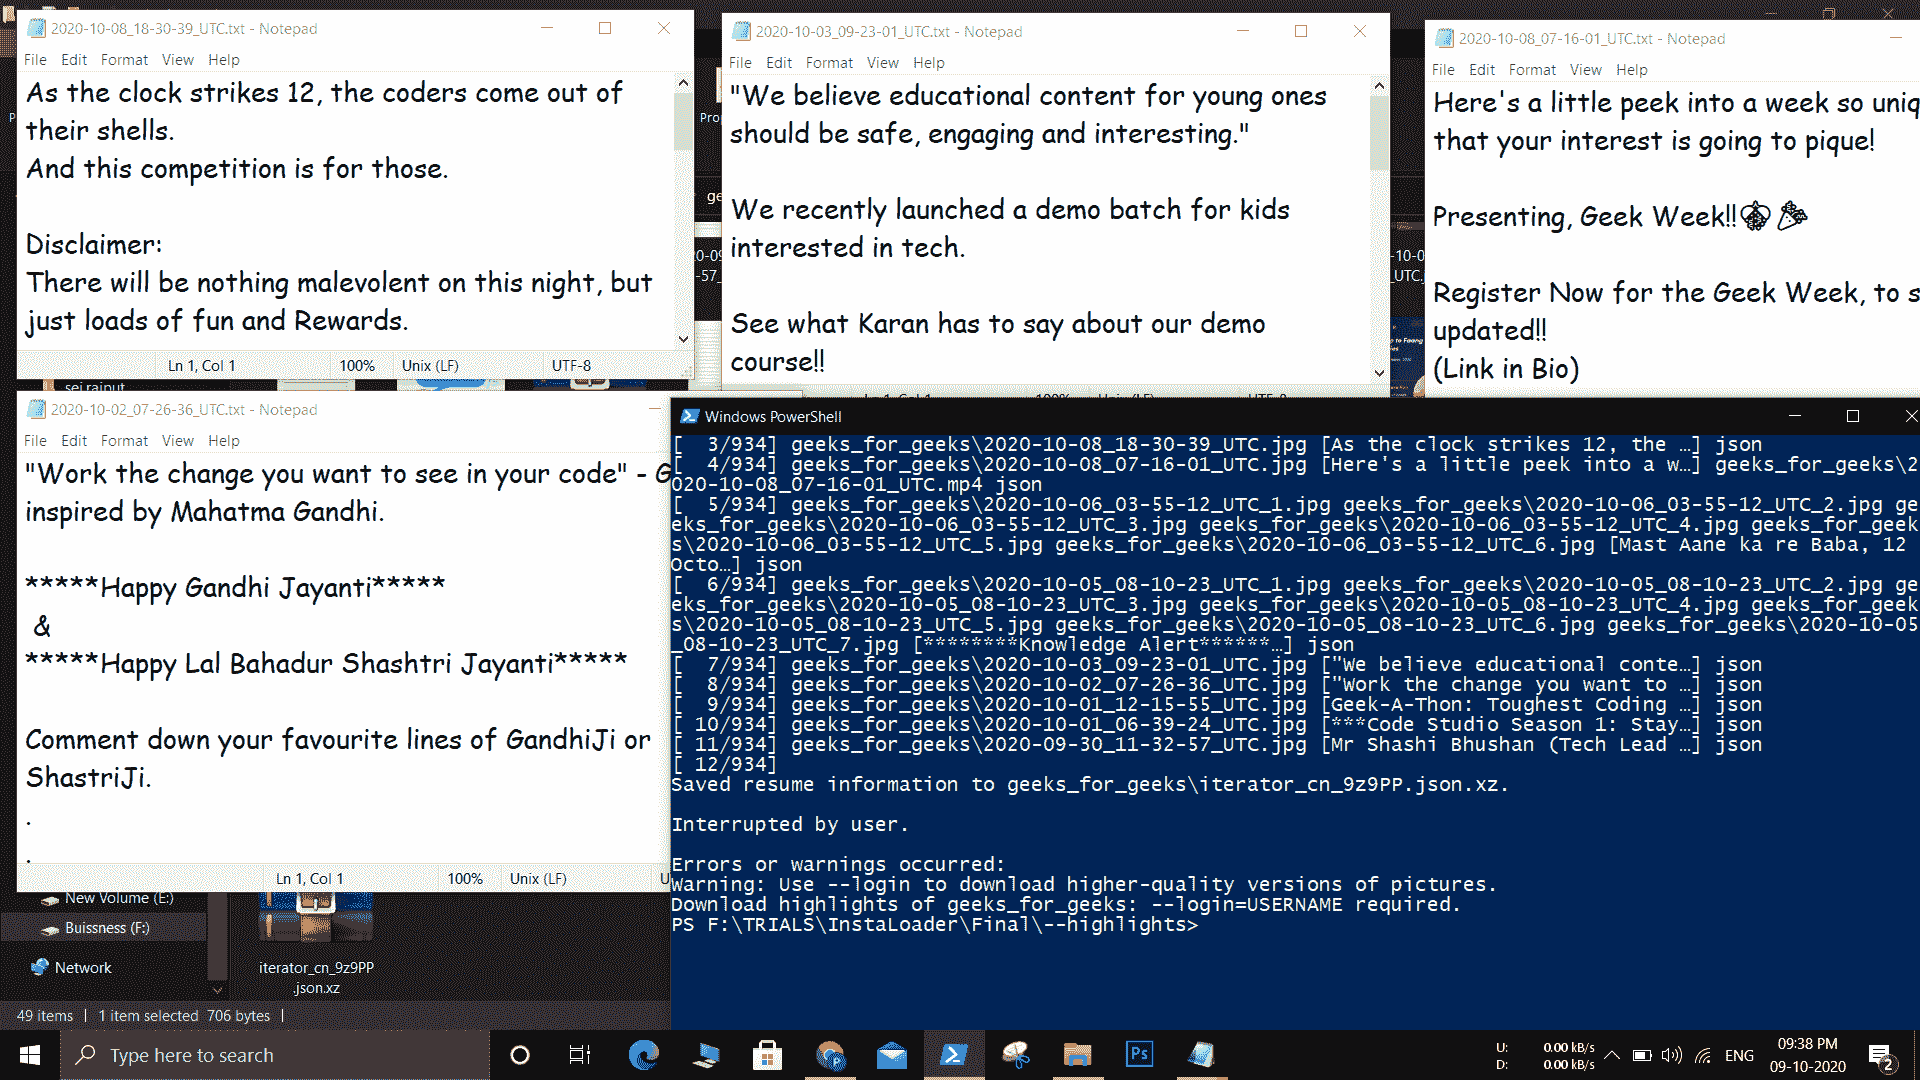 2020-10-08_18-30-39_UTC.txt - Notepad
File Edit Format View Help
As the clock strikes 12, the coders come out of
their shells.
And this competition is for those.
Disclaimer:
There will be nothing malevolent on this night, but
just loads of fun and Rewards.
Ln 1, Col 1 100% Unix (LF) UTF-8
2020-10-03_09-23-01_UTC.txt - Notepad
File Edit Format View Help
"We believe educational content for young ones
should be safe, engaging and interesting."
We recently launched a demo batch for kids
interested in tech.
See what Karan has to say about our demo
course!!
2020-10-08_07-16-01_UTC.txt - Notepad
File Edit Format View Help
Here's a little peek into a week so uniq
that your interest is going to pique!
Presenting, Geek Week!!
Register Now for the Geek Week, to s
updated!!
(Link in Bio)
2020-10-02_07-26-36_UTC.txt - Notepad
File Edit Format View Help
"Work the change you want to see in your code" - G
inspired by Mahatma Gandhi.
*****Happy Gandhi Jayanti*****
&
*****Happy Lal Bahadur Shashtri Jayanti*****
Comment down your favourite lines of GandhiJi or
ShastriJi.
.
.
Ln 1, Col 1 100% Unix (LF) U
Windows PowerShell
[  3/934] geeks_for_geeks\2020-10-08_18-30-39_UTC.jpg [As the clock strikes 12, the …] json
[  4/934] geeks_for_geeks\2020-10-08_07-16-01_UTC.jpg [Here's a little peek into a w…] geeks_for_geeks\2
020-10-08_07-16-01_UTC.mp4 json
[  5/934] geeks_for_geeks\2020-10-06_03-55-12_UTC_1.jpg geeks_for_geeks\2020-10-06_03-55-12_UTC_2.jpg ge
eks_for_geeks\2020-10-06_03-55-12_UTC_3.jpg geeks_for_geeks\2020-10-06_03-55-12_UTC_4.jpg geeks_for_geek
s\2020-10-06_03-55-12_UTC_5.jpg geeks_for_geeks\2020-10-06_03-55-12_UTC_6.jpg [Mast Aane ka re Baba, 12
Octo…] json
[  6/934] geeks_for_geeks\2020-10-05_08-10-23_UTC_1.jpg geeks_for_geeks\2020-10-05_08-10-23_UTC_2.jpg ge
eks_for_geeks\2020-10-05_08-10-23_UTC_3.jpg geeks_for_geeks\2020-10-05_08-10-23_UTC_4.jpg geeks_for_geek
s\2020-10-05_08-10-23_UTC_5.jpg geeks_for_geeks\2020-10-05_08-10-23_UTC_6.jpg geeks_for_geeks\2020-10-05
_08-10-23_UTC_7.jpg [********Knowledge Alert******…] json
[  7/934] geeks_for_geeks\2020-10-03_09-23-01_UTC.jpg ["We believe educational conte…] json
[  8/934] geeks_for_geeks\2020-10-02_07-26-36_UTC.jpg ["Work the change you want to …] json
[  9/934] geeks_for_geeks\2020-10-01_12-15-55_UTC.jpg [Geek-A-Thon: Toughest Coding …] json
[ 10/934] geeks_for_geeks\2020-10-01_06-39-24_UTC.jpg [***Code Studio Season 1: Stay…] json
[ 11/934] geeks_for_geeks\2020-09-30_11-32-57_UTC.jpg [Mr Shashi Bhushan (Tech Lead …] json
[ 12/934]
Saved resume information to geeks_for_geeks\iterator_cn_9z9PP.json.xz.
Interrupted by user.
Errors or warnings occurred:
Warning: Use --login to download higher-quality versions of pictures.
Download highlights of geeks_for_geeks: --login=USERNAME required.
PS F:\TRIALS\InstaLoader\Final\--highlights>
New Volume (E:)
Buissness (F:)
Network
iterator_cn_9z9PP
.json.xz
49 items 1 item selected 706 bytes
Type here to search
Ps
U: 0.00 kB/s
D: 0.00 kB/s
ENG
09:38 PM
09-10-2020
2